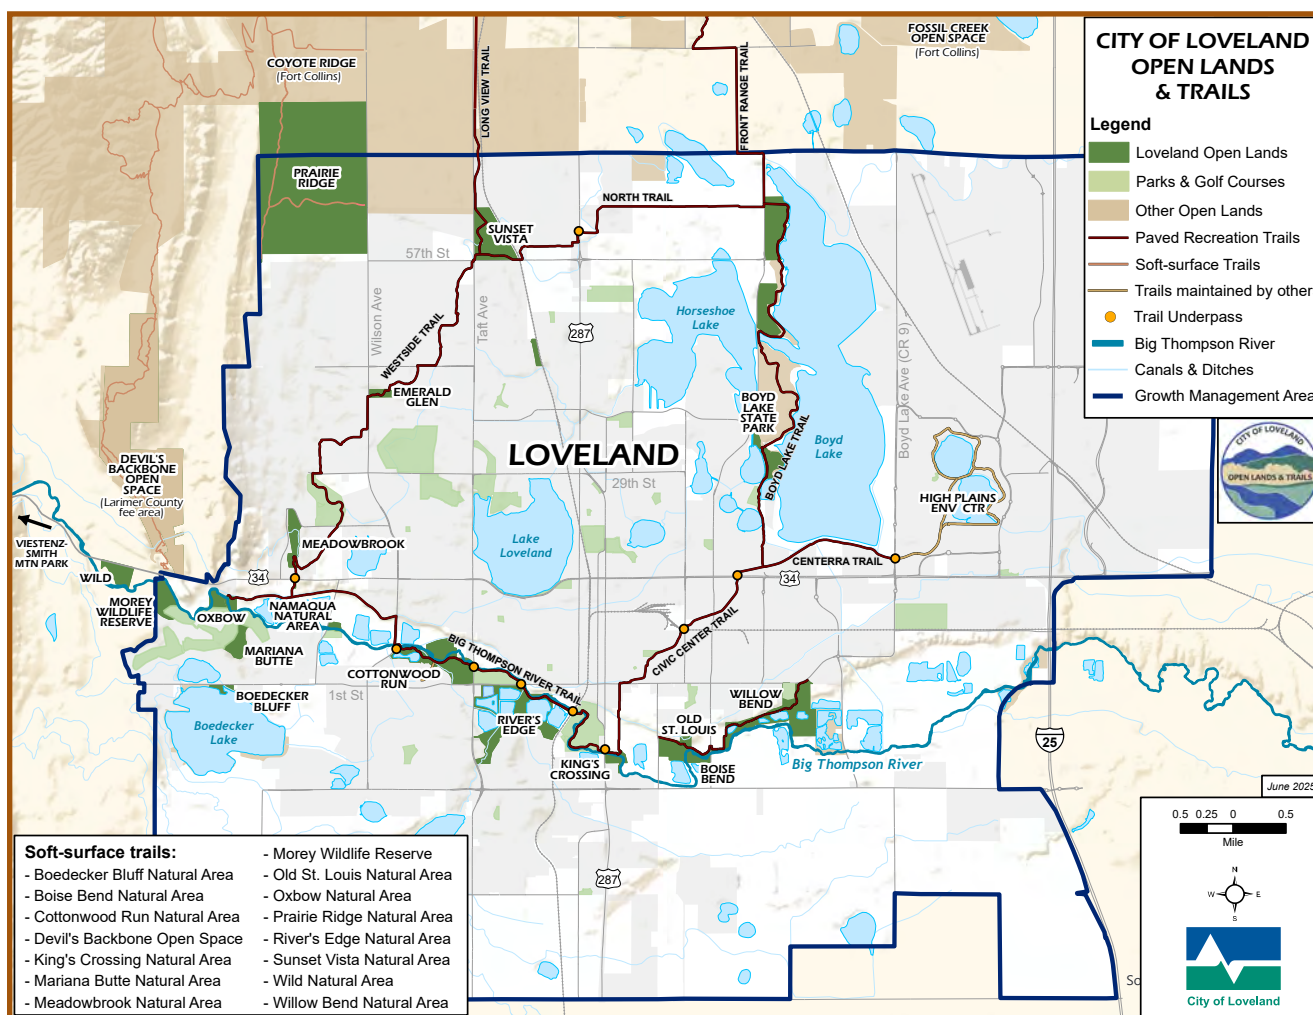 CITY OF LOVELAND
OPEN LANDS
& TRAILS
Legend
Loveland Open Lands
Parks & Golf Courses
Other Open Lands
Paved Recreation Trails
Soft-surface Trails
Trails maintained by other
Trail Underpass
Big Thompson River
Canals & Ditches
Growth Management Area
CITY OF LOVELAND
OPEN LANDS & TRAILS
COYOTE RIDGE
(Fort Collins)
FOSSIL CREEK
OPEN SPACE
(Fort Collins)
LONG VIEW TRAIL
FRONT RANGE TRAIL
PRAIRIE
RIDGE
NORTH TRAIL
SUNSET
VISTA
57th St
Wilson Ave
Taft Ave
WESTSIDE TRAIL
287
Horseshoe
Lake
Boyd Lake Ave (CR 9)
EMERALD
GLEN
BOYD
LAKE
STATE
PARK
BOYD LAKE TRAIL
Boyd
Lake
LOVELAND
29th St
DEVIL'S
BACKBONE
OPEN
SPACE
(Larimer County
fee area)
HIGH PLAINS
ENV CTR
VIESTENZ-
SMITH
MTN PARK
MEADOWBROOK
Lake
Loveland
CENTERRA TRAIL
34
34
WILD
MOREY
WILDLIFE
RESERVE
OXBOW
NAMAQUA
NATURAL
AREA
MARIANA
BUTTE
BIG THOMPSON RIVER TRAIL
CIVIC CENTER TRAIL
COTTONWOOD
RUN
1st St
BOEDECKER
BLUFF
Boedecker
Lake
RIVER'S
EDGE
WILLOW
BEND
OLD
ST. LOUIS
KING'S
CROSSING
BOISE
BEND
Big Thompson River
25
287
June 2025
0.5 0.25 0 0.5
Mile
N
W E
S
City of Loveland
So
Soft-surface trails:
- Boedecker Bluff Natural Area
- Boise Bend Natural Area
- Cottonwood Run Natural Area
- Devil's Backbone Open Space
- King's Crossing Natural Area
- Mariana Butte Natural Area
- Meadowbrook Natural Area
- Morey Wildlife Reserve
- Old St. Louis Natural Area
- Oxbow Natural Area
- Prairie Ridge Natural Area
- River's Edge Natural Area
- Sunset Vista Natural Area
- Wild Natural Area
- Willow Bend Natural Area